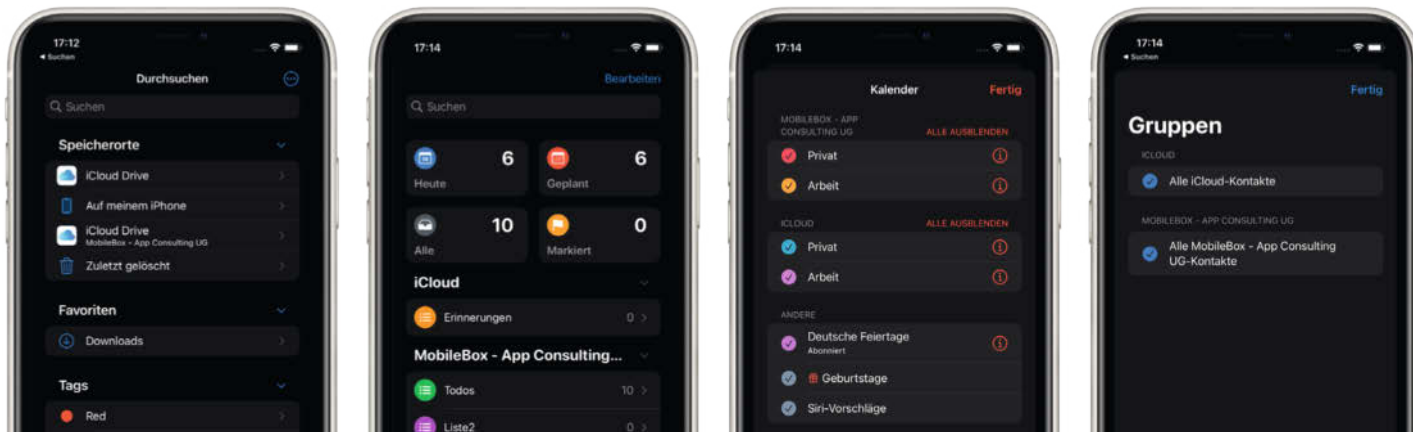 17:12
Suchen
Durchsuchen
Suchen
Speicherorte
iCloud Drive
Auf meinem iPhone
iCloud Drive
MobileBox - App Consulting UG
Zuletzt gelöscht
Favoriten
Downloads
Tags
Red
17:14
Bearbeiten
Suchen
6
Heute
6
Geplant
10
Alle
0
Markiert
iCloud
Erinnerungen 0
MobileBox - App Consulting...
Todos 10
Liste2 0
17:14
Kalender Fertig
MOBILEBOX - APP
CONSULTING UG ALLE AUSBLENDEN
Privat
Arbeit
ICLOUD ALLE AUSBLENDEN
Privat
Arbeit
ANDERE
Deutsche Feiertage
Abonniert
Geburtstage
Siri-Vorschläge
17:14
Suchen
Fertig
Gruppen
ICLOUD
Alle iCloud-Kontakte
MOBILEBOX - APP CONSULTING UG
Alle MobileBox - App Consulting
UG-Kontakte